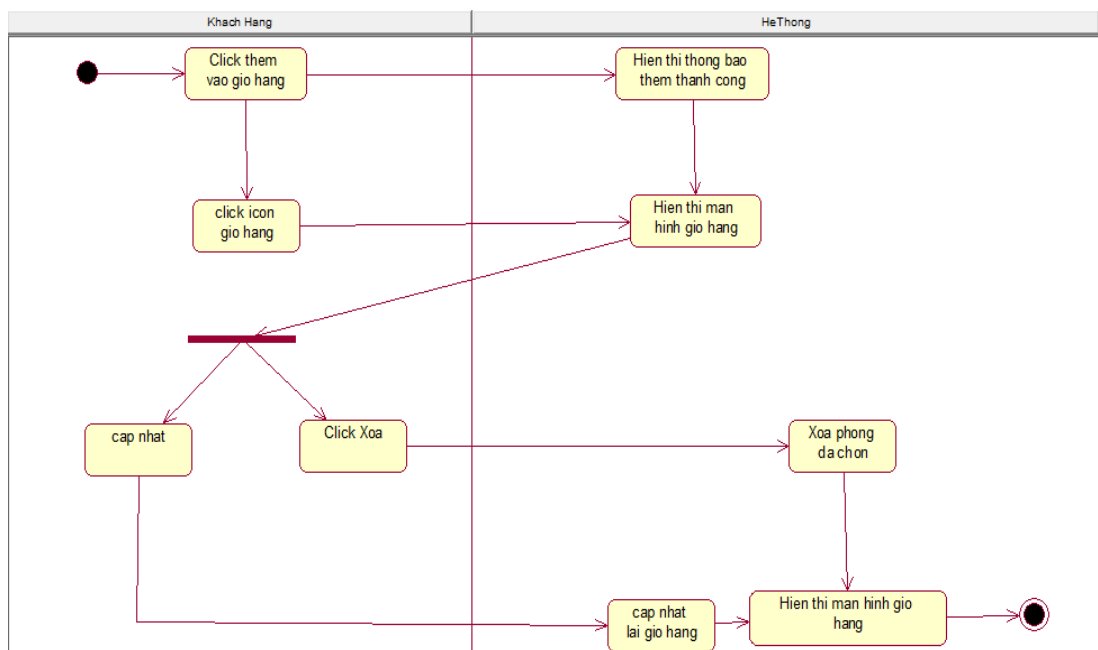 Khach Hang
HeThong
Click them
vao gio hang
Hien thi thong bao
them thanh cong
click icon
gio hang
Hien thi man
hinh gio hang
cap nhat
Click Xoa
Xoa phong
da chon
cap nhat
lai gio hang
Hien thi man hinh gio
hang